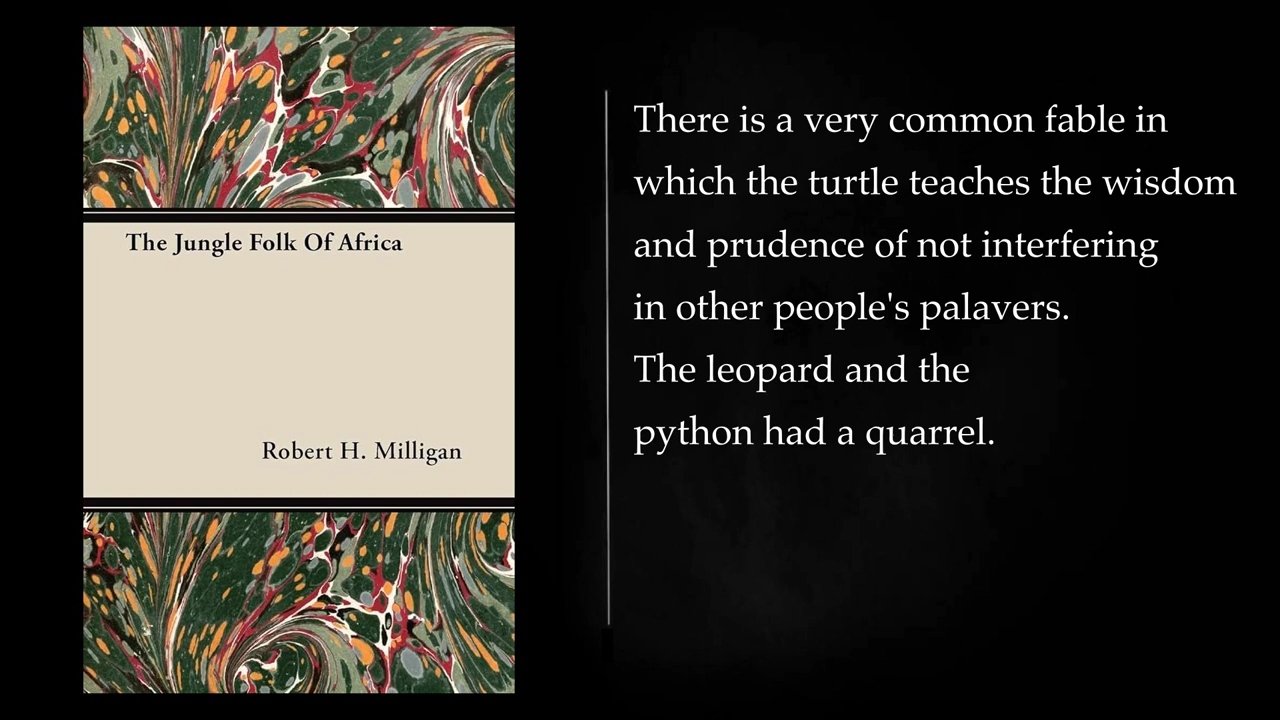 The Jungle Folk Of Africa
Robert H. Milligan
There is a very common fable in
which the turtle teaches the wisdom
and prudence of not interfering
in other people's palavers.
The leopard and the
python had a quarrel.